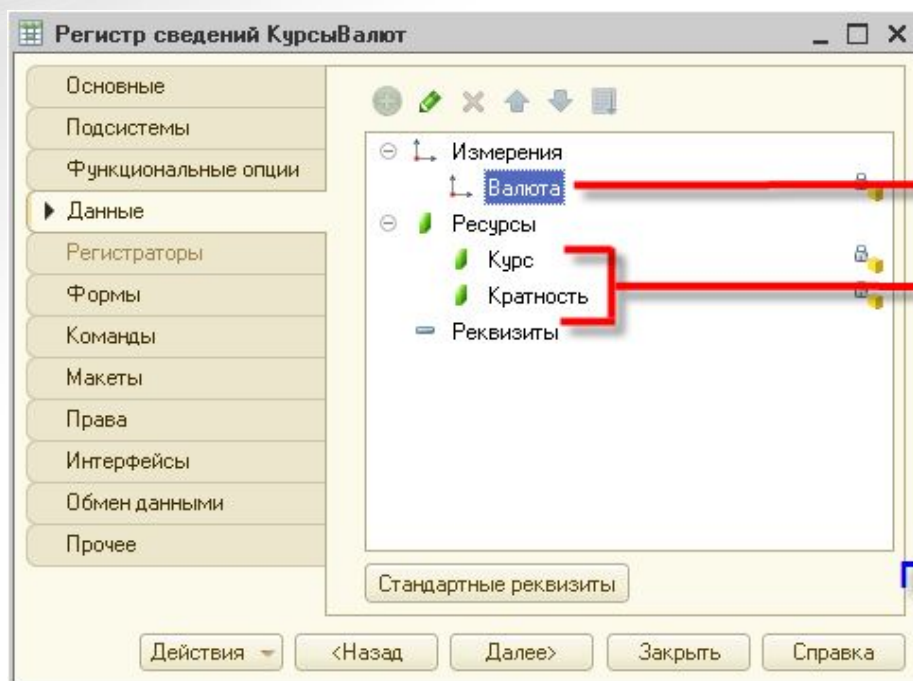 Регистр сведений КурсыВалют
Основные
Подсистемы
Функциональные опции
Данные
Регистраторы
Формы
Команды
Макеты
Права
Интерфейсы
Обмен данными
Прочее
Измерения
Валюта
Ресурсы
Курс
Кратность
Реквизиты
Стандартные реквизиты
Действия
<Назад
Далее>
Закрыть
Справка